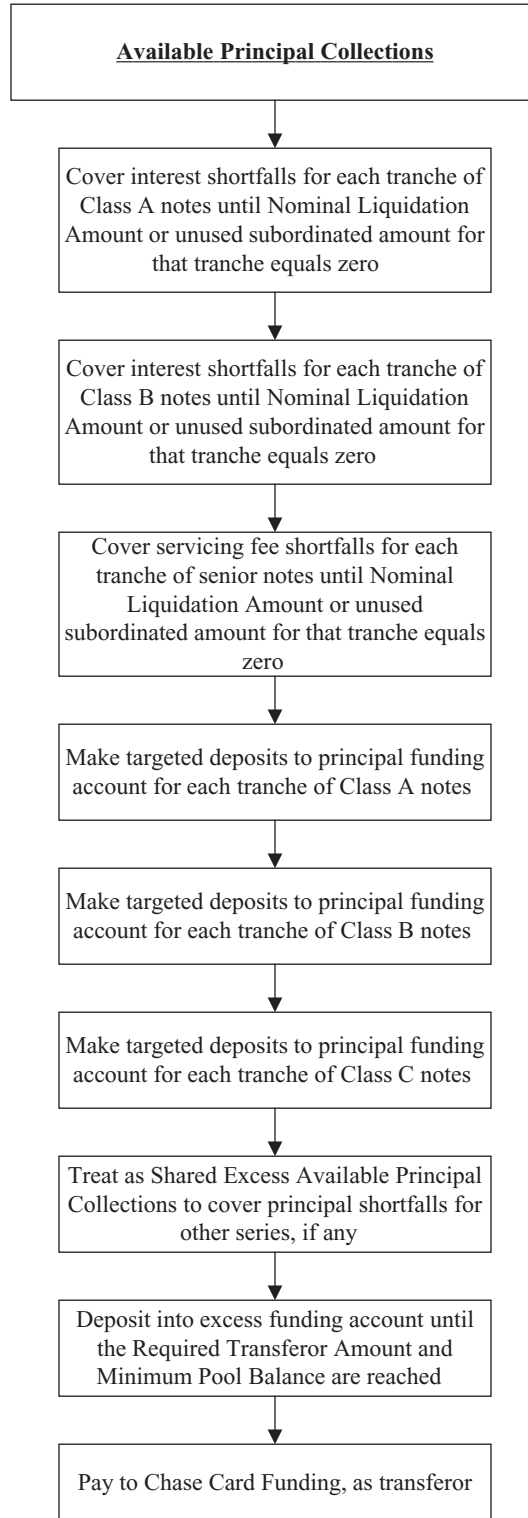 Available Principal Collections
Cover interest shortfalls for each tranche of
Class A notes until Nominal Liquidation
Amount or unused subordinated amount for
that tranche equals zero
Cover interest shortfalls for each tranche of
Class B notes until Nominal Liquidation
Amount or unused subordinated amount for
that tranche equals zero
Cover servicing fee shortfalls for each
tranche of senior notes until Nominal
Liquidation Amount or unused
subordinated amount for that tranche equals
zero
Make targeted deposits to principal funding
account for each tranche of Class A notes
Make targeted deposits to principal funding
account for each tranche of Class B notes
Make targeted deposits to principal funding
account for each tranche of Class C notes
Treat as Shared Excess Available Principal
Collections to cover principal shortfalls for
other series, if any
Deposit into excess funding account until
the Required Transferor Amount and
Minimum Pool Balance are reached
Pay to Chase Card Funding, as transferor